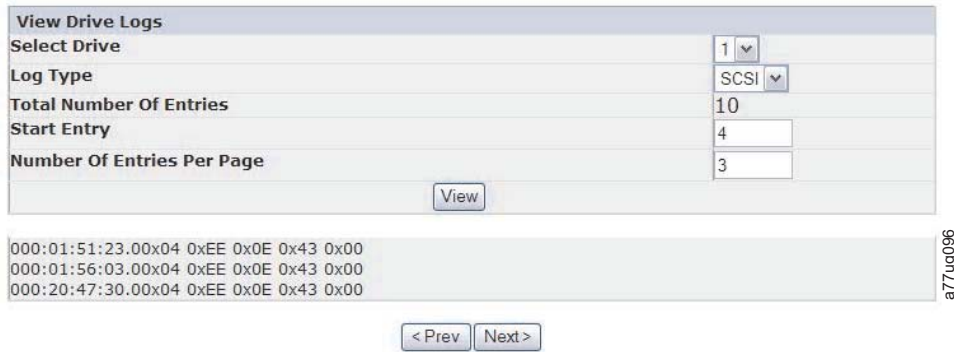 View Drive Logs
Select Drive 1
Log Type SCSI
Total Number Of Entries 10
Start Entry 4
Number Of Entries Per Page 3
View
000:01:51:23.00x04 0xEE 0x0E 0x43 0x00
000:01:56:03.00x04 0xEE 0x0E 0x43 0x00
000:20:47:30.00x04 0xEE 0x0E 0x43 0x00
a77ug096
< Prev Next >